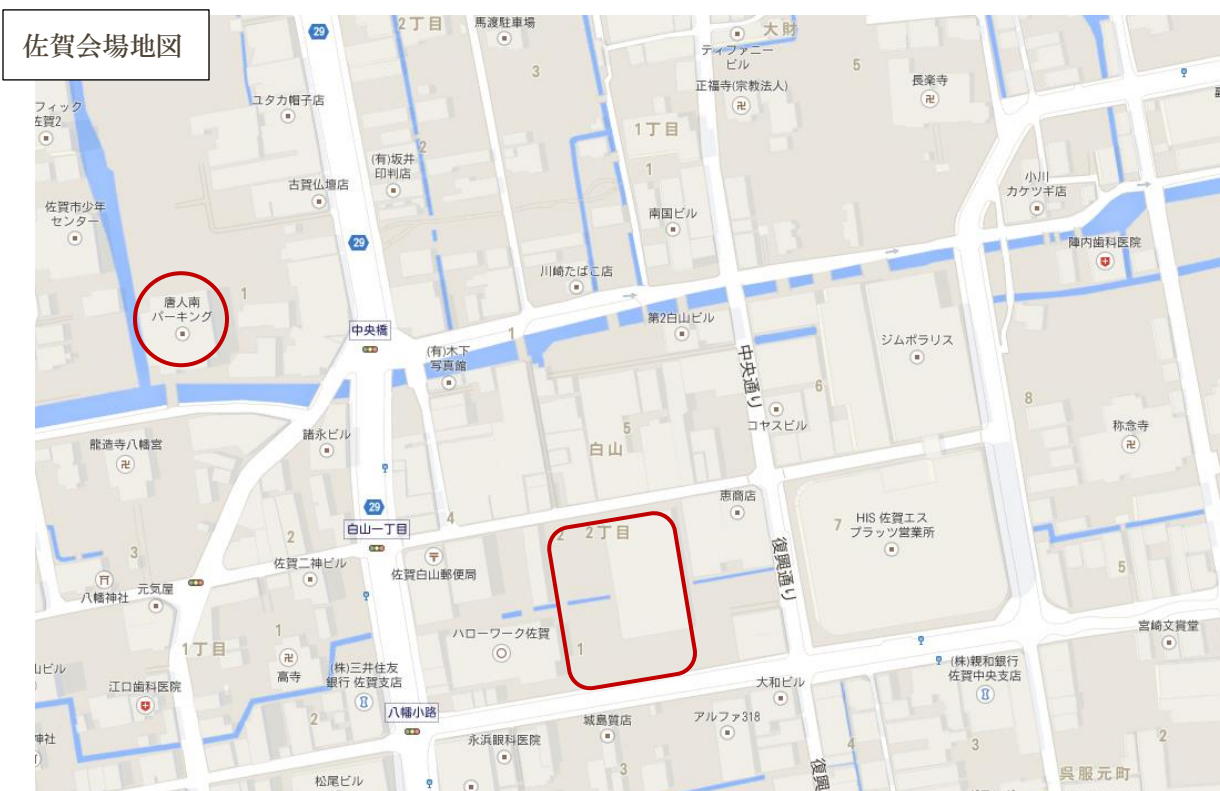 佐賀会場地図
29
2丁目
馬渡駐車場
大財
ティファニー
ビル
3
5
正福寺(宗教法人)
長楽寺
フィック
佐賀2
ユタカ帽子店
1丁目
2
(有)坂井
印判店
1
古賀仏壇店
小川
カケツギ店
佐賀市少年
センター
南国ビル
29
陣内歯科医院
川崎たばこ店
1
唐人南
パーキング
中央橋
1
第2白山ビル
ジムポラリス
(有)木下
写真館
中央通り
6
8
コヤスビル
諸永ビル
5
白山
称念寺
龍造寺八幡宮
恵商店
29
白山一丁目
4
2
2丁目
7
HIS 佐賀エス
プラッツ営業所
2
3
佐賀二神ビル
佐賀白山郵便局
復興通り
5
八幡神社
元気屋
ハローワーク佐賀
1
宮崎文賞堂
1
1丁目
山ビル
高寺
(株)三井住友
銀行 佐賀支店
(株)親和銀行
佐賀中央支店
江口歯科医院
大和ビル
八幡小路
2
城島質店
アルファ318
神社
永浜眼科医院
4
3
2
3
呉服元町
松尾ビル
復興